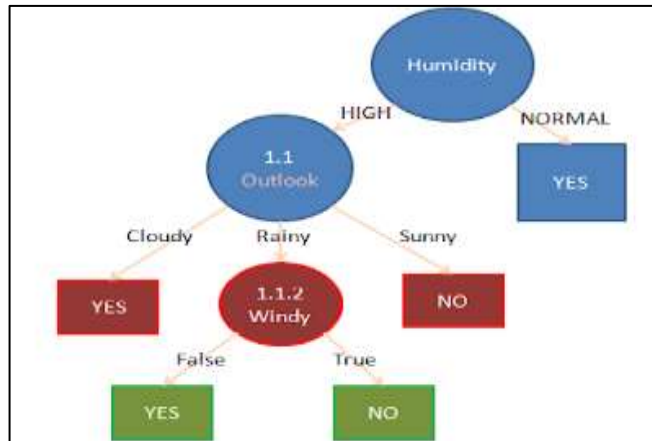 Humidity
HIGH
NORMAL
1.1
Outlook
YES
Cloudy
Rainy
Sunny
YES
1.1.2
Windy
NO
False
True
YES
NO